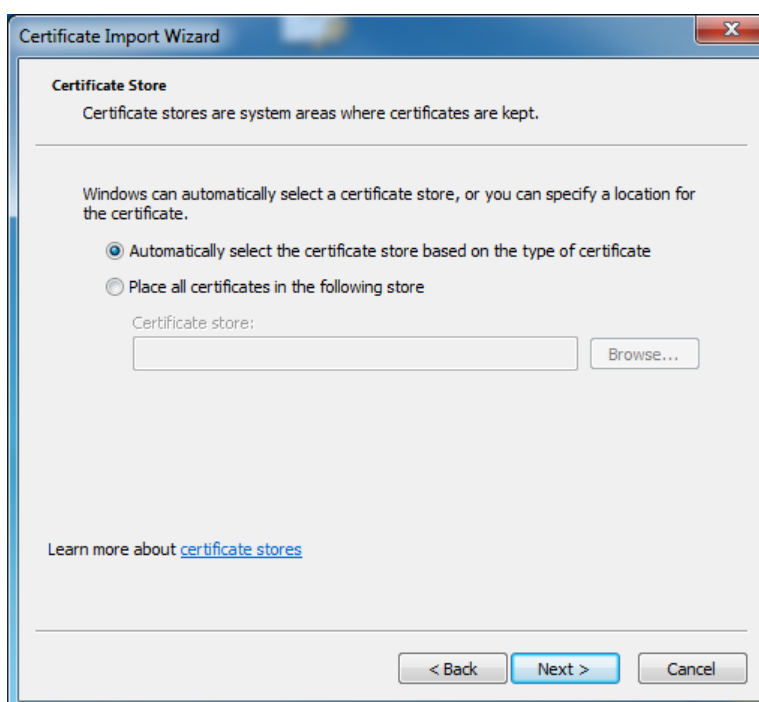 Certificate Import Wizard
Certificate Store
Certificate stores are system areas where certificates are kept.
Windows can automatically select a certificate store, or you can specify a location for
the certificate.
Automatically select the certificate store based on the type of certificate
Place all certificates in the following store
Certificate store:
Browse...
Learn more about certificate stores
< Back
Next >
Cancel